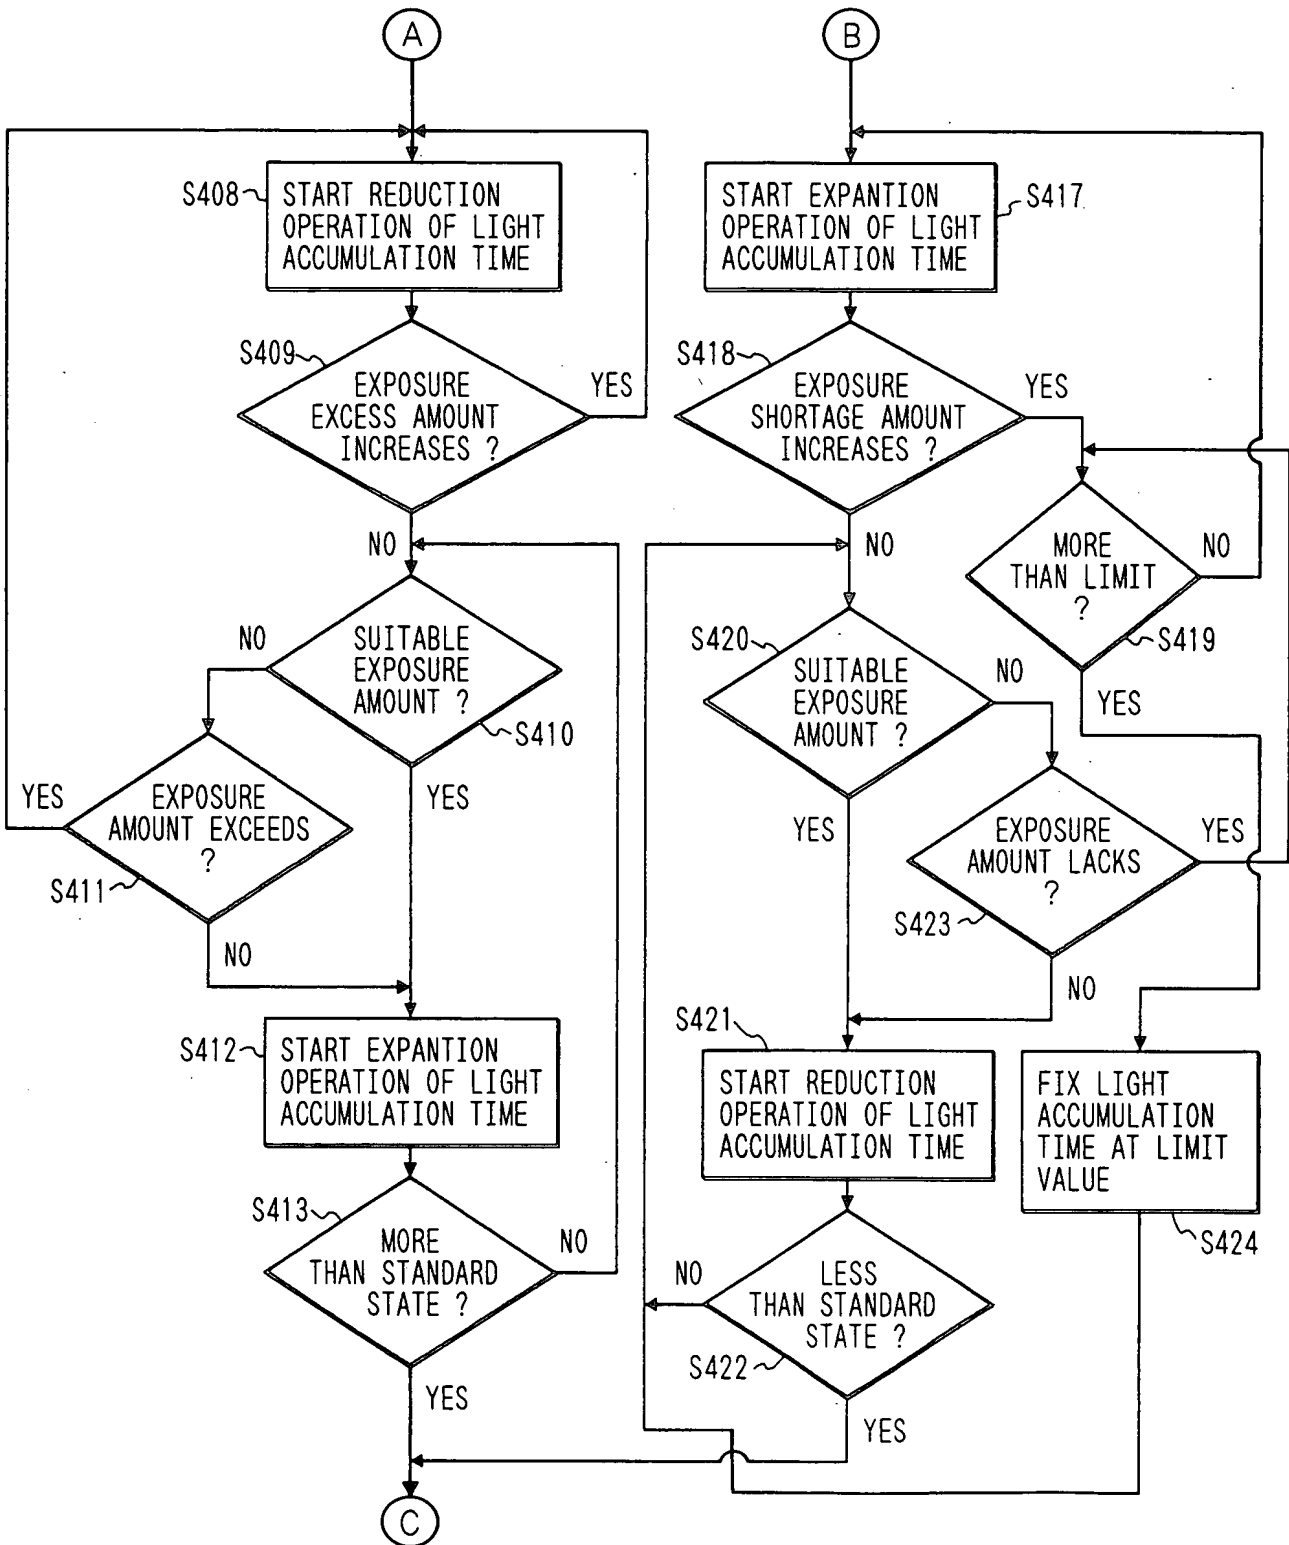 A
S408
START REDUCTION
OPERATION OF LIGHT
ACCUMULATION TIME
S409
EXPOSURE
EXCESS AMOUNT
INCREASES ?
YES
NO
SUITABLE
EXPOSURE
AMOUNT ?
NO
S410
YES
EXPOSURE
AMOUNT EXCEEDS
?
YES
S411
NO
S412
START EXPANTION
OPERATION OF LIGHT
ACCUMULATION TIME
S413
MORE
THAN STANDARD
STATE ?
NO
YES
C
B
START EXPANTION
OPERATION OF LIGHT
ACCUMULATION TIME
S417
S418
EXPOSURE
SHORTAGE AMOUNT
INCREASES ?
YES
NO
MORE
THAN LIMIT
?
NO
S419
YES
S420
SUITABLE
EXPOSURE
AMOUNT ?
NO
YES
EXPOSURE
AMOUNT LACKS
?
YES
S423
NO
S421
START REDUCTION
OPERATION OF LIGHT
ACCUMULATION TIME
FIX LIGHT
ACCUMULATION
TIME AT LIMIT
VALUE
S424
LESS
THAN STANDARD
STATE ?
NO
S422
YES